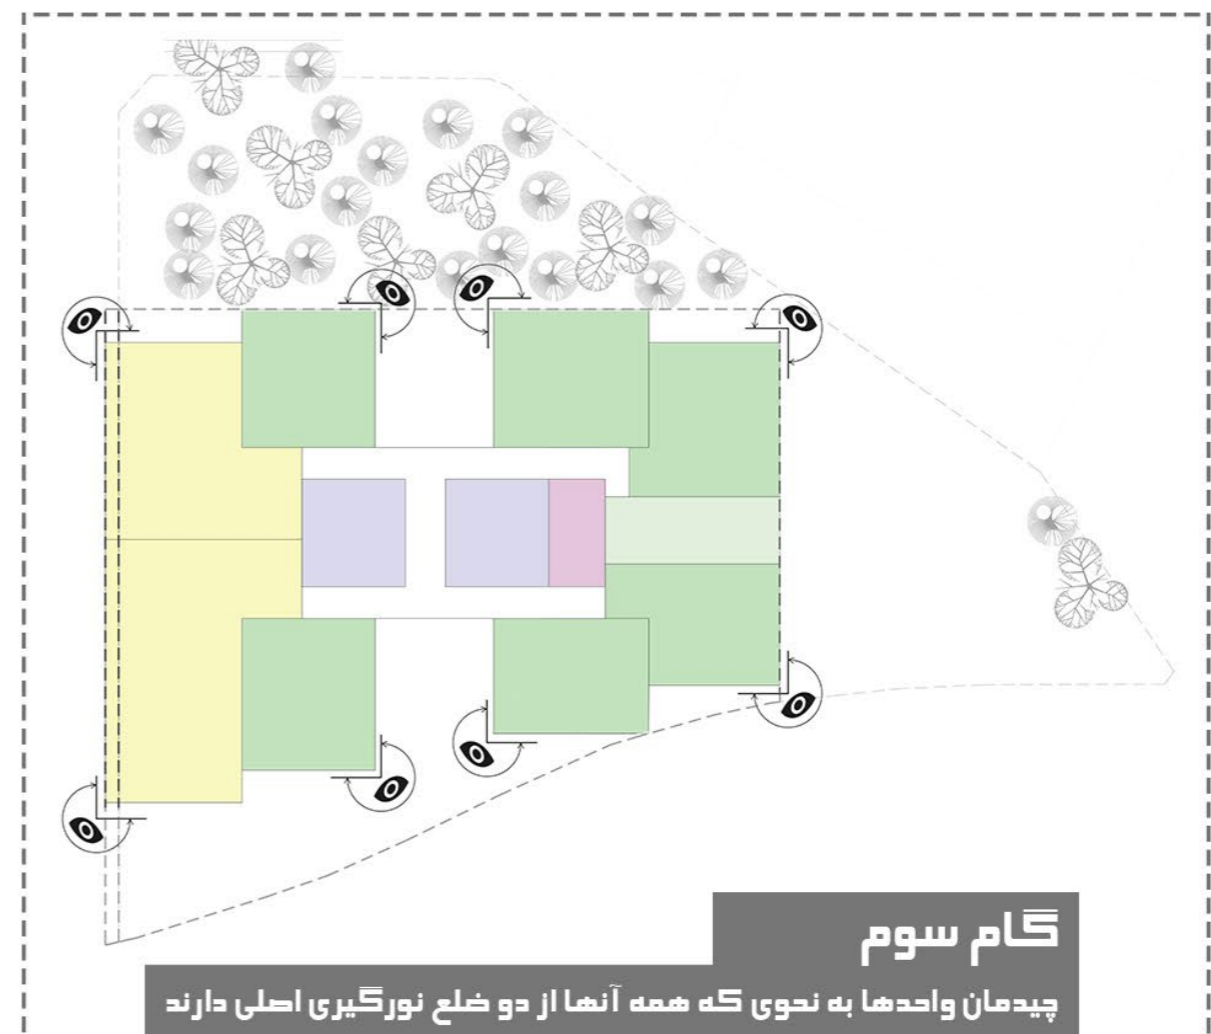 گام سوم
چیدمان واحدها به نحوی که همه آنها از دو ضلع نورگیری اصلی دارند